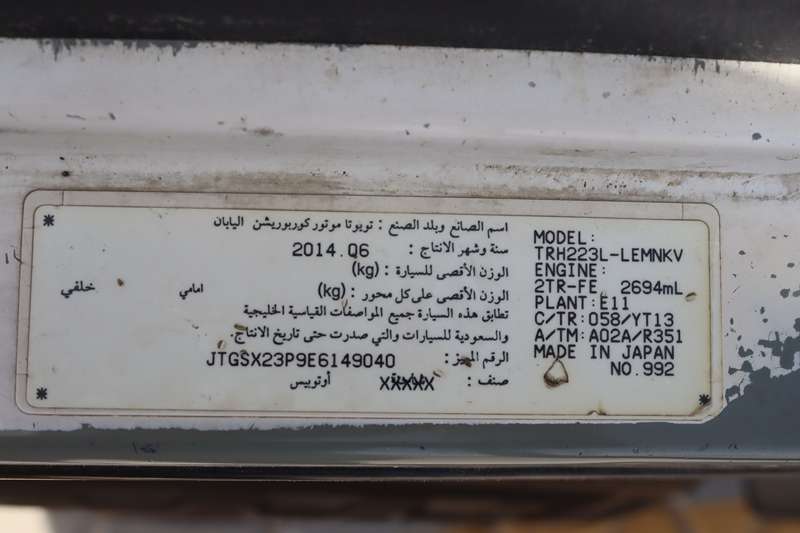 اسم الصانع وبلد الصنع : تويوتا موتور كوربوريشن اليابان
سنة وشهر الانتاج : 2014.06
الوزن الأقصى للسيارة : (kg)
الوزن الأقصى على كل محور : (kg) امامي خلفي
تطابق هذه السيارة جميع المواصفات القياسية الخليجية
والسعودية للسيارات والتي صدرت حتى تاريخ الانتاج.
الرقم المميز : JTGSX23P9E6149040
صنف : XXXXX أوتوبيس
MODEL:
TRH223L-LEMNKV
ENGINE:
2TR-FE 2694mL
PLANT: E11
C/TR: 058/YT13
A/TM: A02A/R351
MADE IN JAPAN
NO.992